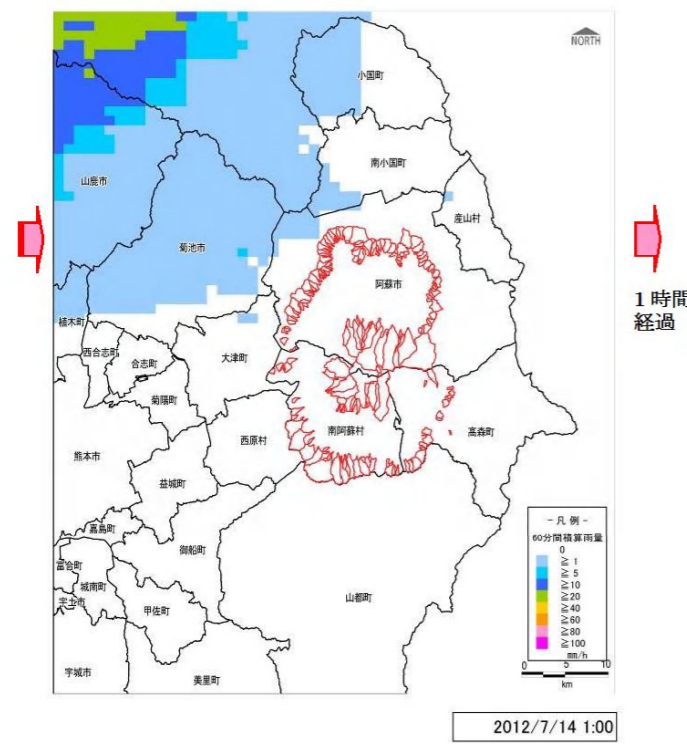 NORTH
小国町
南小国町
山鹿市
産山村
菊池市
阿蘇市
1時間
経過
植木町
西合志町
合志町
大津町
菊陽町
南阿蘇村
高森町
西原村
熊本市
益城町
嘉島町
御船町
富合町
城南町
宇土市
甲佐町
山都町
宇城市
美里町
- 凡 例 -
60分間積算雨量
0
≧ 1
≧ 5
≧ 10
≧ 20
≧ 40
≧ 60
≧ 80
≧ 100
mm/h
0 5 10
km
2012/7/14 1:00